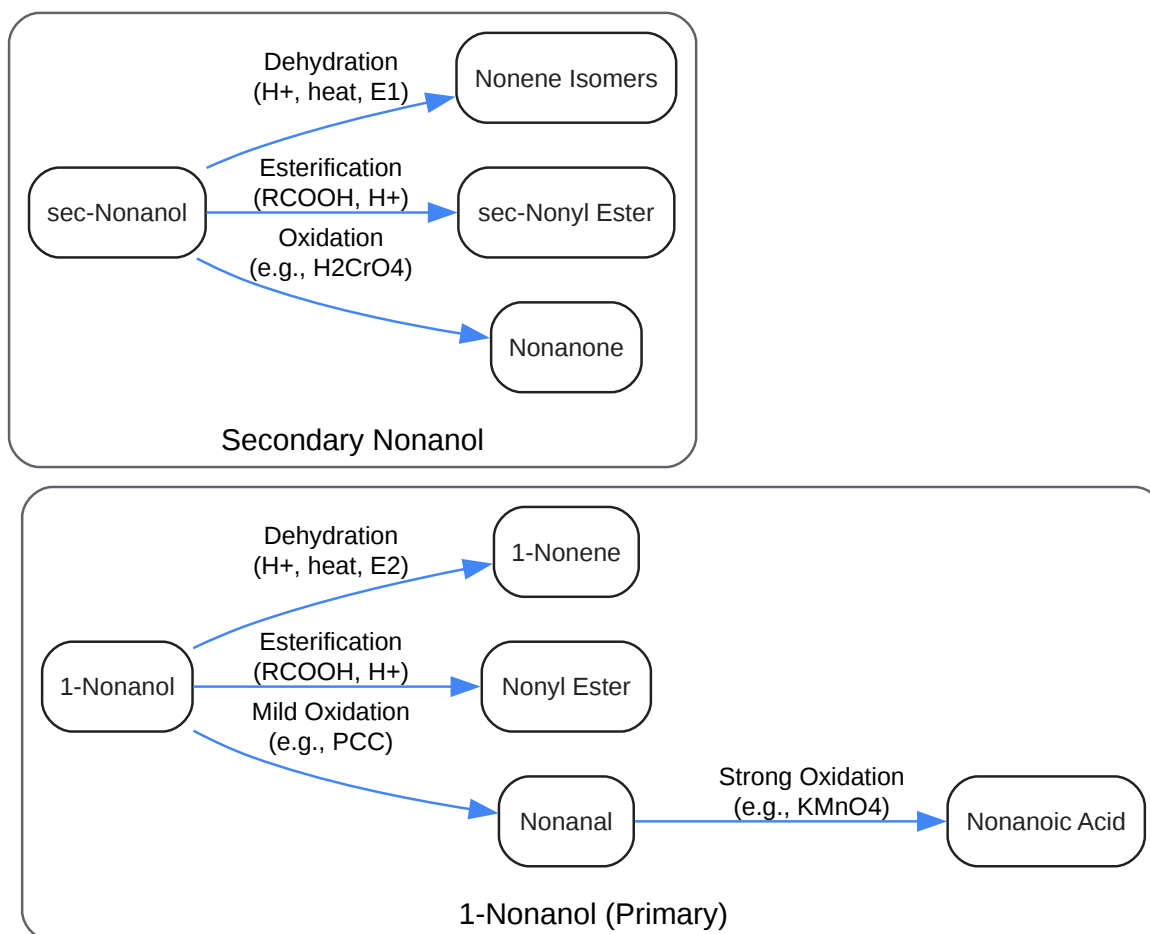 Dehydration
(H+, heat, E1)
Nonene Isomers
sec-Nonanol
Esterification
(RCOOH, H+)
sec-Nonyl Ester
Oxidation
(e.g., H2CrO4)
Nonanone
Secondary Nonanol
Dehydration
(H+, heat, E2)
1-Nonene
1-Nonanol
Esterification
(RCOOH, H+)
Nonyl Ester
Mild Oxidation
(e.g., PCC)
Nonanal
Strong Oxidation
(e.g., KMnO4)
Nonanoic Acid
1-Nonanol (Primary)